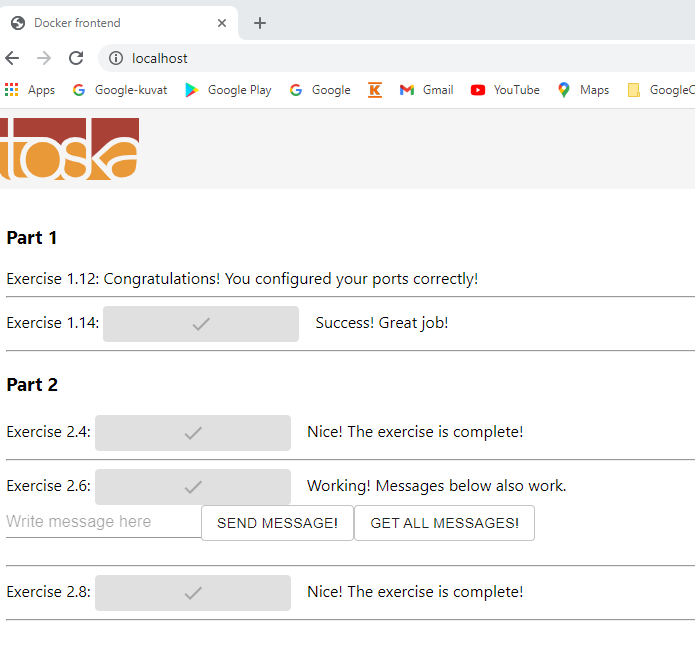 Docker frontend
localhost
Apps Google-kuvat Google Play Google K Gmail YouTube Maps GoogleC
toska
Part 1
Exercise 1.12: Congratulations! You configured your ports correctly!
Exercise 1.14: Success! Great job!
Part 2
Exercise 2.4: Nice! The exercise is complete!
Exercise 2.6: Working! Messages below also work.
Write message here SEND MESSAGE! GET ALL MESSAGES!
Exercise 2.8: Nice! The exercise is complete!